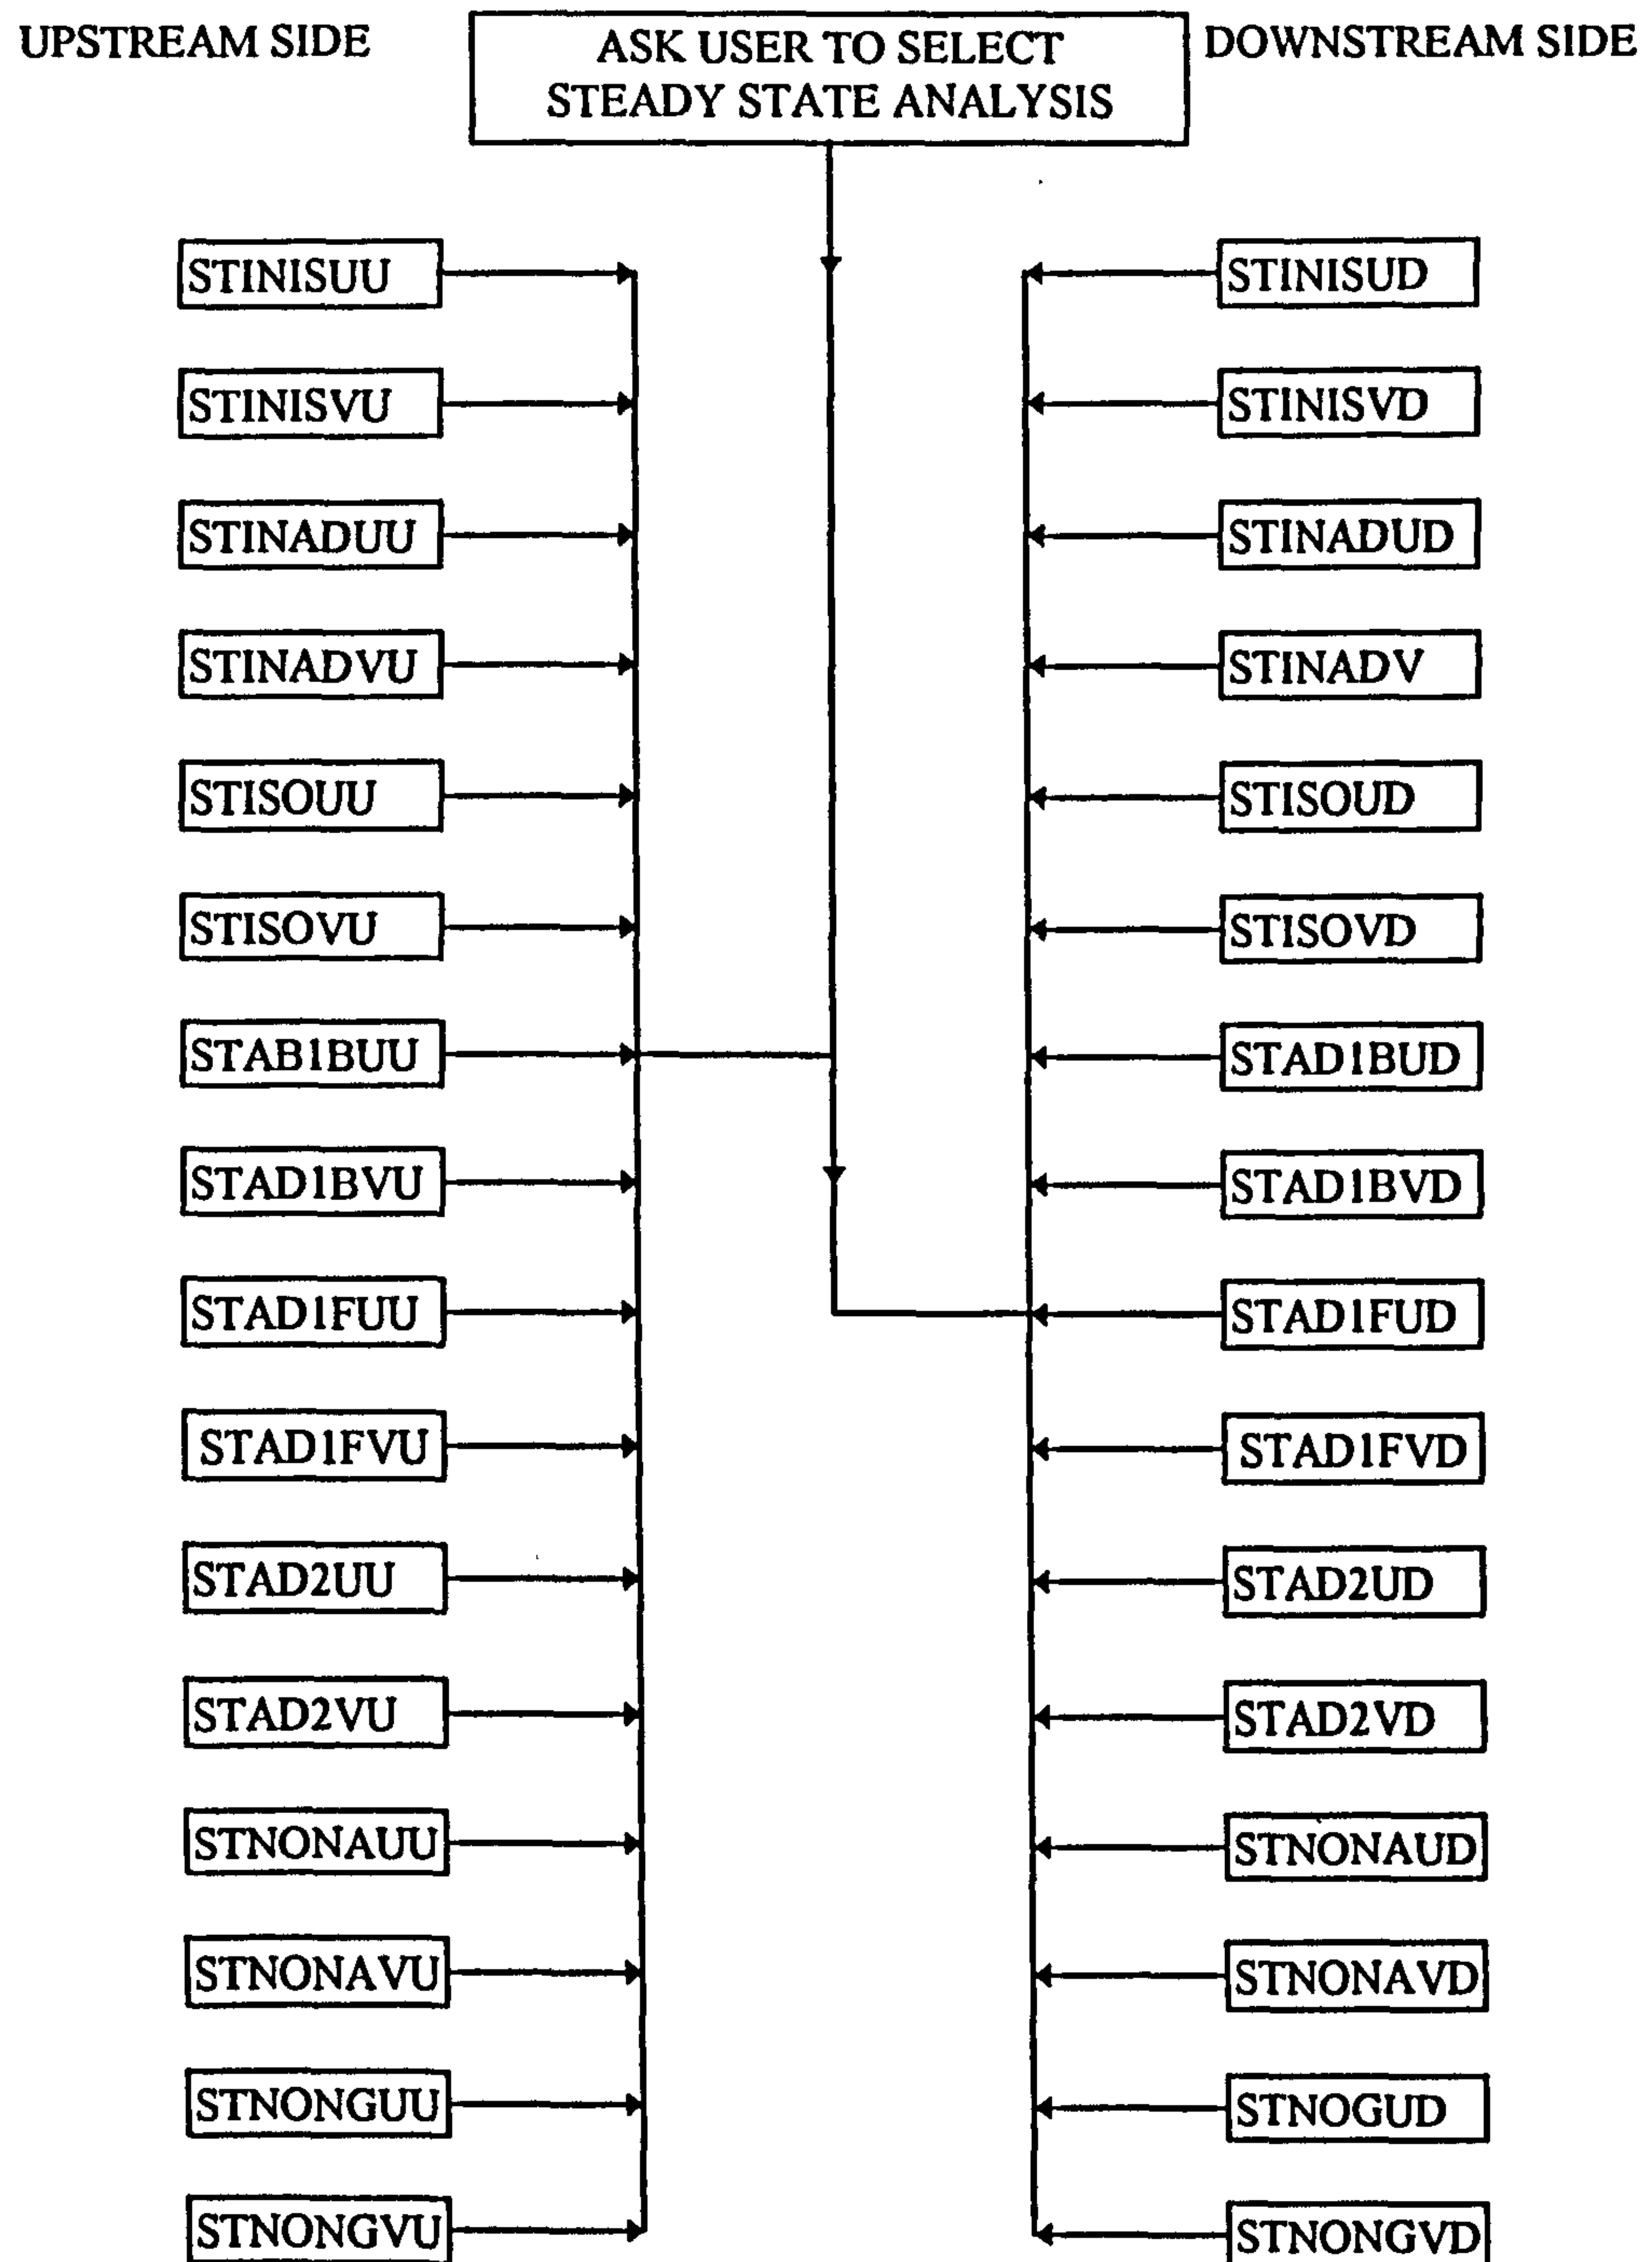 UPSTREAM SIDE
ASK USER TO SELECT
STEADY STATE ANALYSIS
DOWNSTREAM SIDE
STINISUU
STINISUD
STINISVU
STINISVD
STINADUU
STINADUD
STINADVU
STINADV
STISOUU
STISOUD
STISOVU
STISOVD
STAB1BUU
STAD1BUD
STAD1BVU
STAD1BVD
STAD1FUU
STAD1FUD
STAD1FVU
STAD1FVD
STAD2UU
STAD2UD
STAD2VU
STAD2VD
STNONAUU
STNONAUD
STNONAVU
STNONAVD
STNONGUU
STNOGUD
STNONGVU
STNONGVD